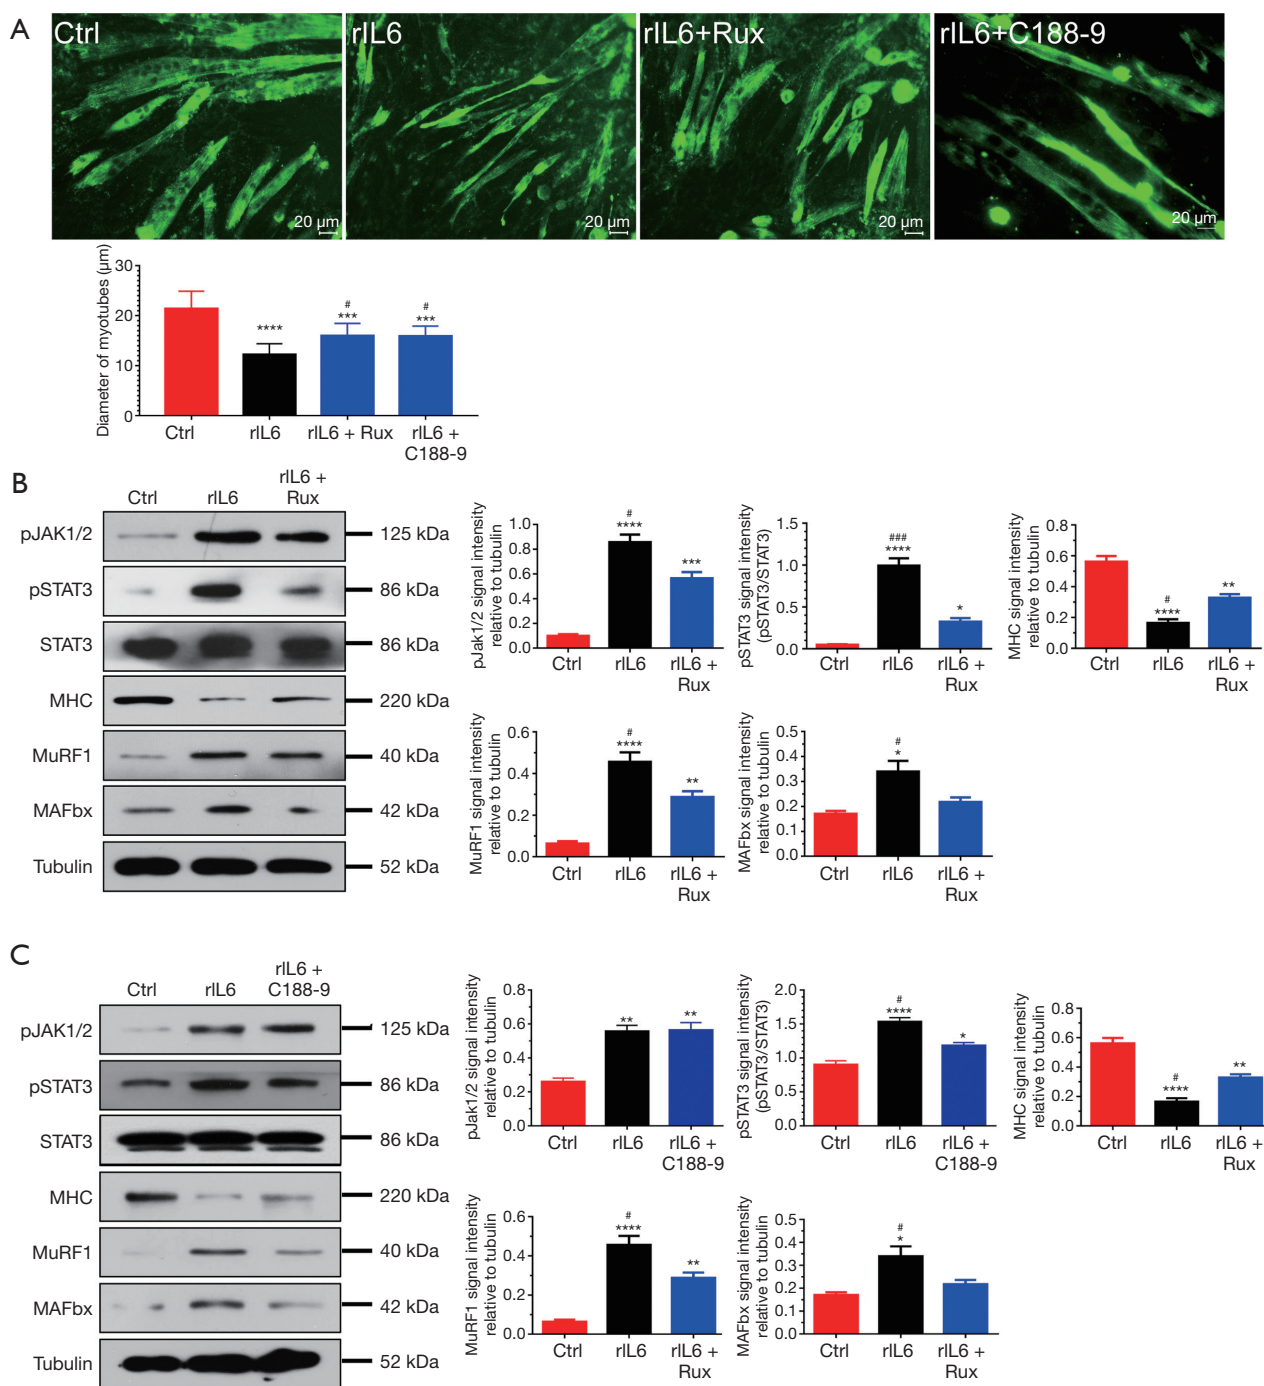 A
Ctrl
rIL6
rIL6+Rux
rIL6+C188-9
20 µm
20 µm
20 µm
20 µm
Diameter of myotubes (µm)
30
20
10
0
****
#
***
#
***
Ctrl
rIL6
rIL6 + Rux
rIL6 +
C188-9
B
Ctrl
rIL6
rIL6 +
Rux
pJAK1/2
125 kDa
pSTAT3
86 kDa
STAT3
86 kDa
MHC
220 kDa
MuRF1
40 kDa
MAFbx
42 kDa
Tubulin
52 kDa
pJak1/2 signal intensity
relative to tubulin
1.0
0.8
0.6
0.4
0.2
0.0
#
****
***
Ctrl
rIL6
rIL6 +
Rux
pSTAT3 signal intensity
(pSTAT3/STAT3)
1.5
1.0
0.5
0.0
###
****
*
Ctrl
rIL6
rIL6 +
Rux
MHC signal intensity
relative to tubulin
0.8
0.6
0.4
0.2
0
#
****
**
Ctrl
rIL6
rIL6 +
Rux
MuRF1 signal intensity
relative to tubulin
0.6
0.4
0.2
0.0
#
****
**
Ctrl
rIL6
rIL6 +
Rux
MAFbx signal intensity
relative to tubulin
0.5
0.4
0.3
0.2
0.1
0.0
#
*
Ctrl
rIL6
rIL6 +
Rux
C
Ctrl
rIL6
rIL6 +
C188-9
pJAK1/2
125 kDa
pSTAT3
86 kDa
STAT3
86 kDa
MHC
220 kDa
MuRF1
40 kDa
MAFbx
42 kDa
Tubulin
52 kDa
pJak1/2 signal intensity
relative to tubulin
0.8
0.6
0.4
0.2
0.0
**
**
Ctrl
rIL6
rIL6 +
C188-9
pSTAT3 signal intensity
(pSTAT3/STAT3)
2.0
1.5
1.0
0.5
0.0
#
****
*
Ctrl
rIL6
rIL6 +
C188-9
MHC signal intensity
relative to tubulin
0.8
0.6
0.4
0.2
0
#
****
**
Ctrl
rIL6
rIL6 +
Rux
MuRF1 signal intensity
relative to tubulin
0.6
0.4
0.2
0.0
#
****
**
Ctrl
rIL6
rIL6 +
Rux
MAFbx signal intensity
relative to tubulin
0.5
0.4
0.3
0.2
0.1
0.0
#
*
Ctrl
rIL6
rIL6 +
Rux